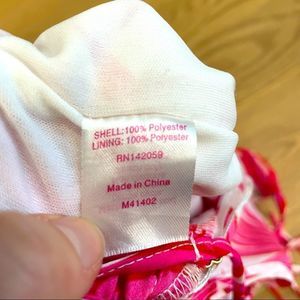 SHELL:100% Polyester
LINING: 100% Polyester
RN142059
Made in China
M41402